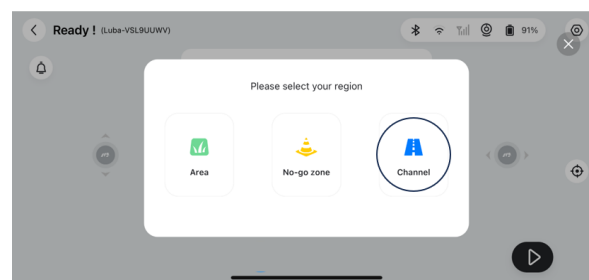 Ready ! (Luba-VSL9UUWV)
91%
Please select your region
Area
No-go zone
Channel